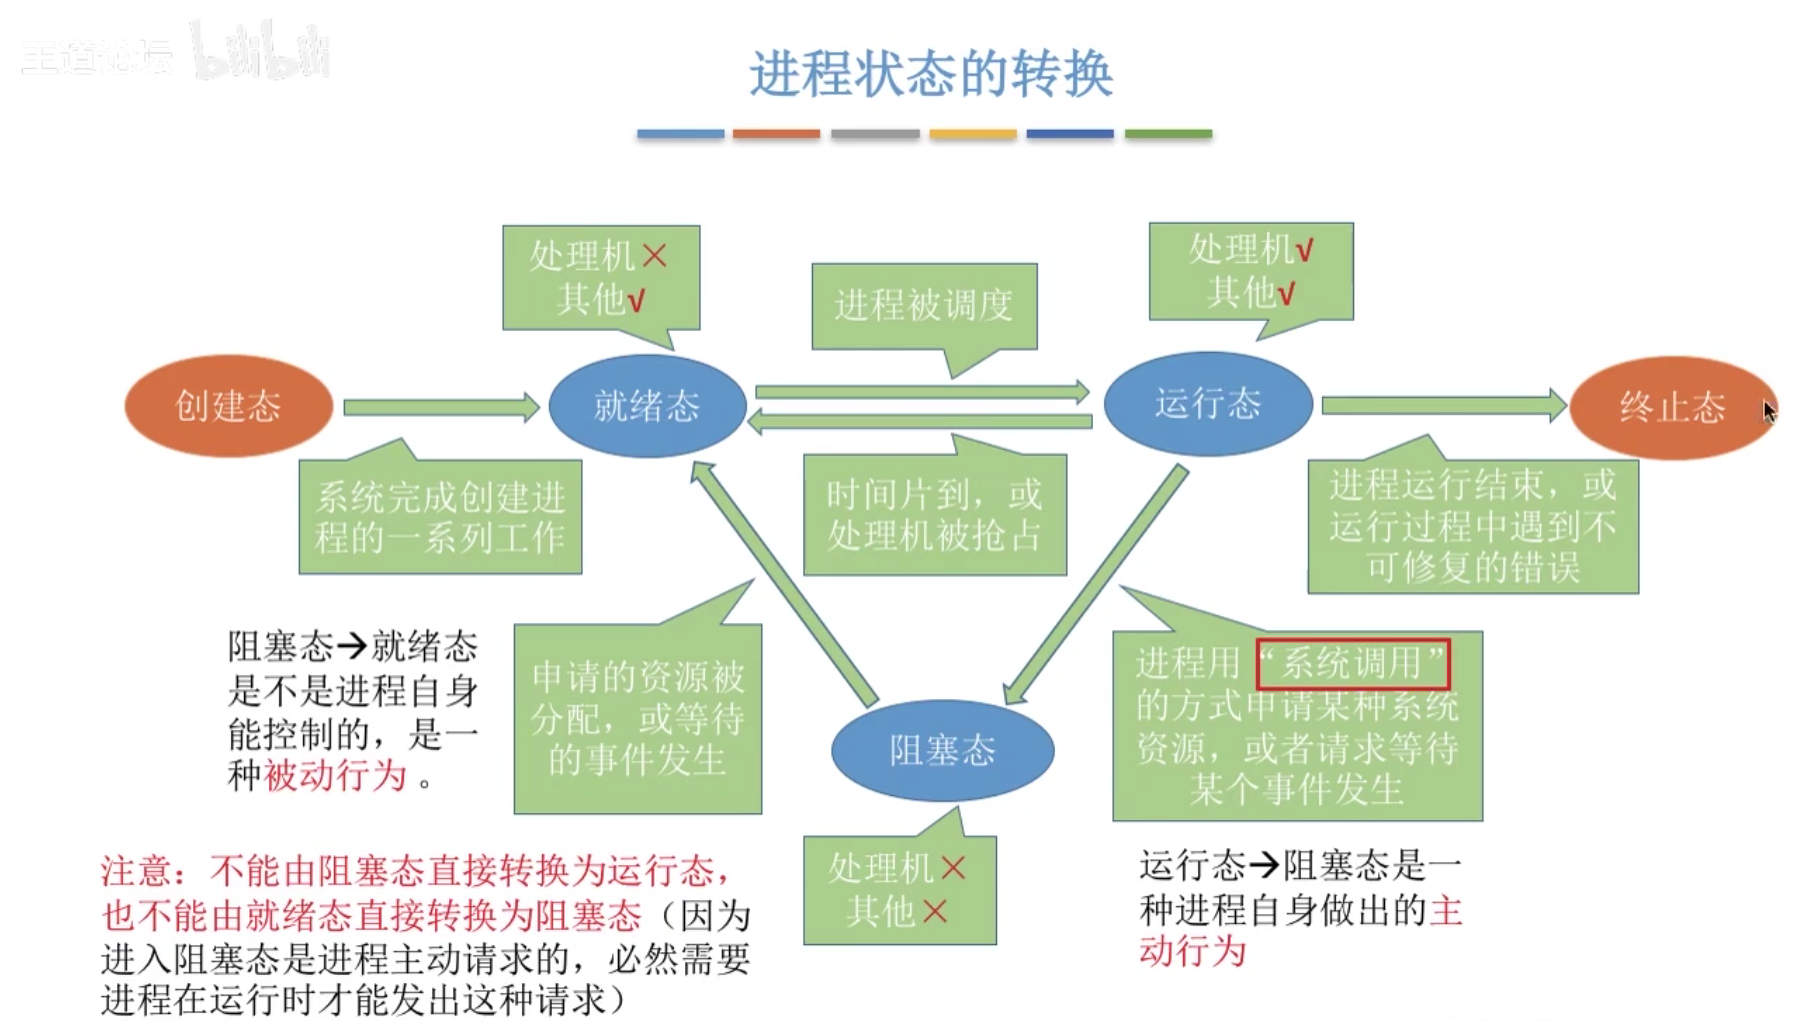 王道论坛 bilibili
进程状态的转换
处理机×
其他√
进程被调度
处理机√
其他√
创建态
就绪态
运行态
终止态
系统完成创建进
程的一系列工作
时间片到，或
处理机被抢占
进程运行结束，或
运行过程中遇到不
可修复的错误
阻塞态→就绪态
是不是进程自身
能控制的，是一
种被动行为。
申请的资源被
分配，或等待
的事件发生
进程用“系统调用”
的方式申请某种系统
资源，或者请求等待
某个事件发生
阻塞态
处理机×
其他×
注意：不能由阻塞态直接转换为运行态，
也不能由就绪态直接转换为阻塞态（因为
进入阻塞态是进程主动请求的，必然需要
进程在运行时才能发出这种请求）
运行态→阻塞态是一
种进程自身做出的主
动行为